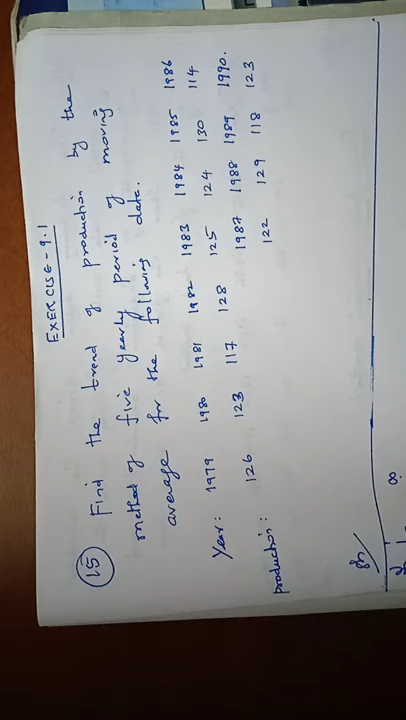 EXERCISE-9.1
15 Find the trend of production by the
method of five yearly period of moving
average for the following data.
Year: 1979 1980 1981 1982 1983 1984 1985 1986
production: 126 123 117 128 125 124 130 114
1987 1988 1989 1990.
122 129 118 123
8